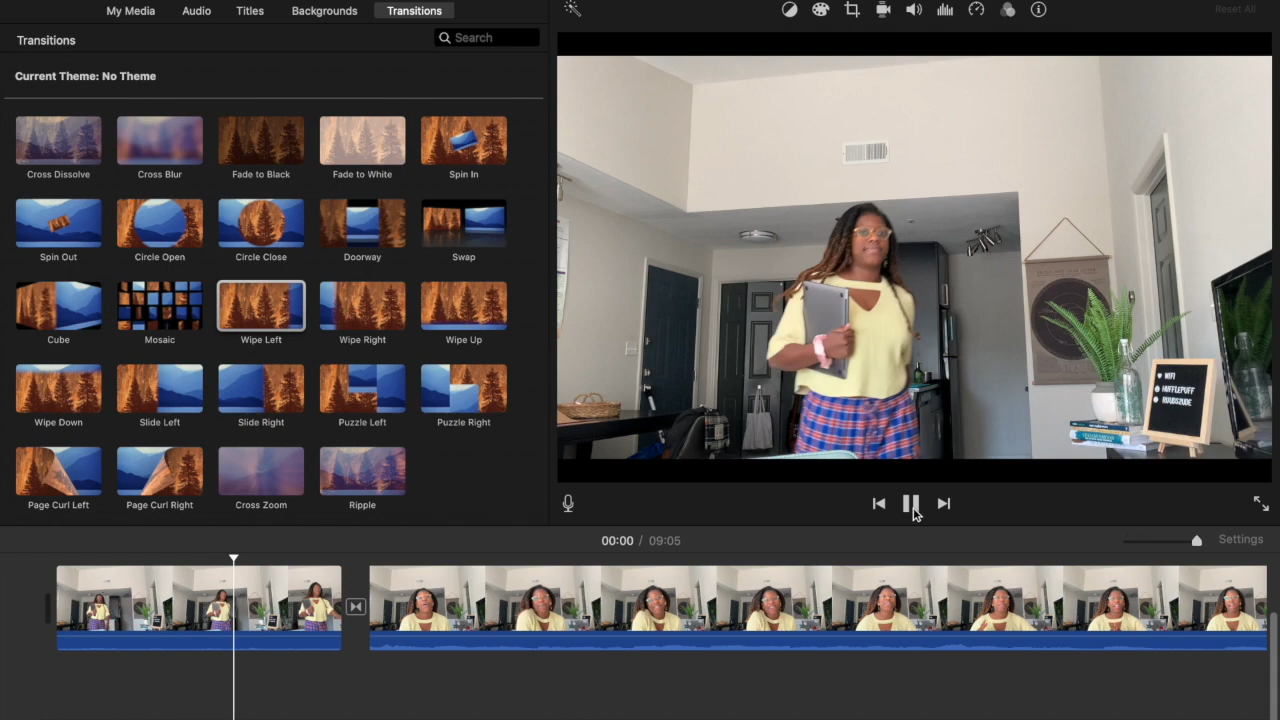 My Media Audio Titles Backgrounds Transitions
Reset All
Transitions
Search
Current Theme: No Theme
Cross Dissolve Cross Blur Fade to Black Fade to White Spin In
Spin Out Circle Open Circle Close Doorway Swap
Cube Mosaic Wipe Left Wipe Right Wipe Up
Wipe Down Slide Left Slide Right Puzzle Left Puzzle Right
Page Curl Left Page Curl Right Cross Zoom Ripple
WIFI
HUFFLEPUFF
00:00 / 09:05
Settings